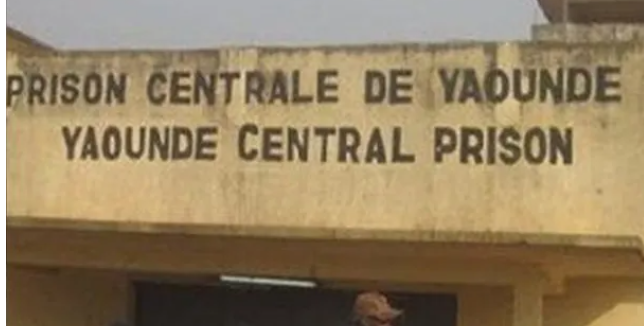 PRISON CENTRALE DE YAOUNDE
YAOUNDE CENTRAL PRISON